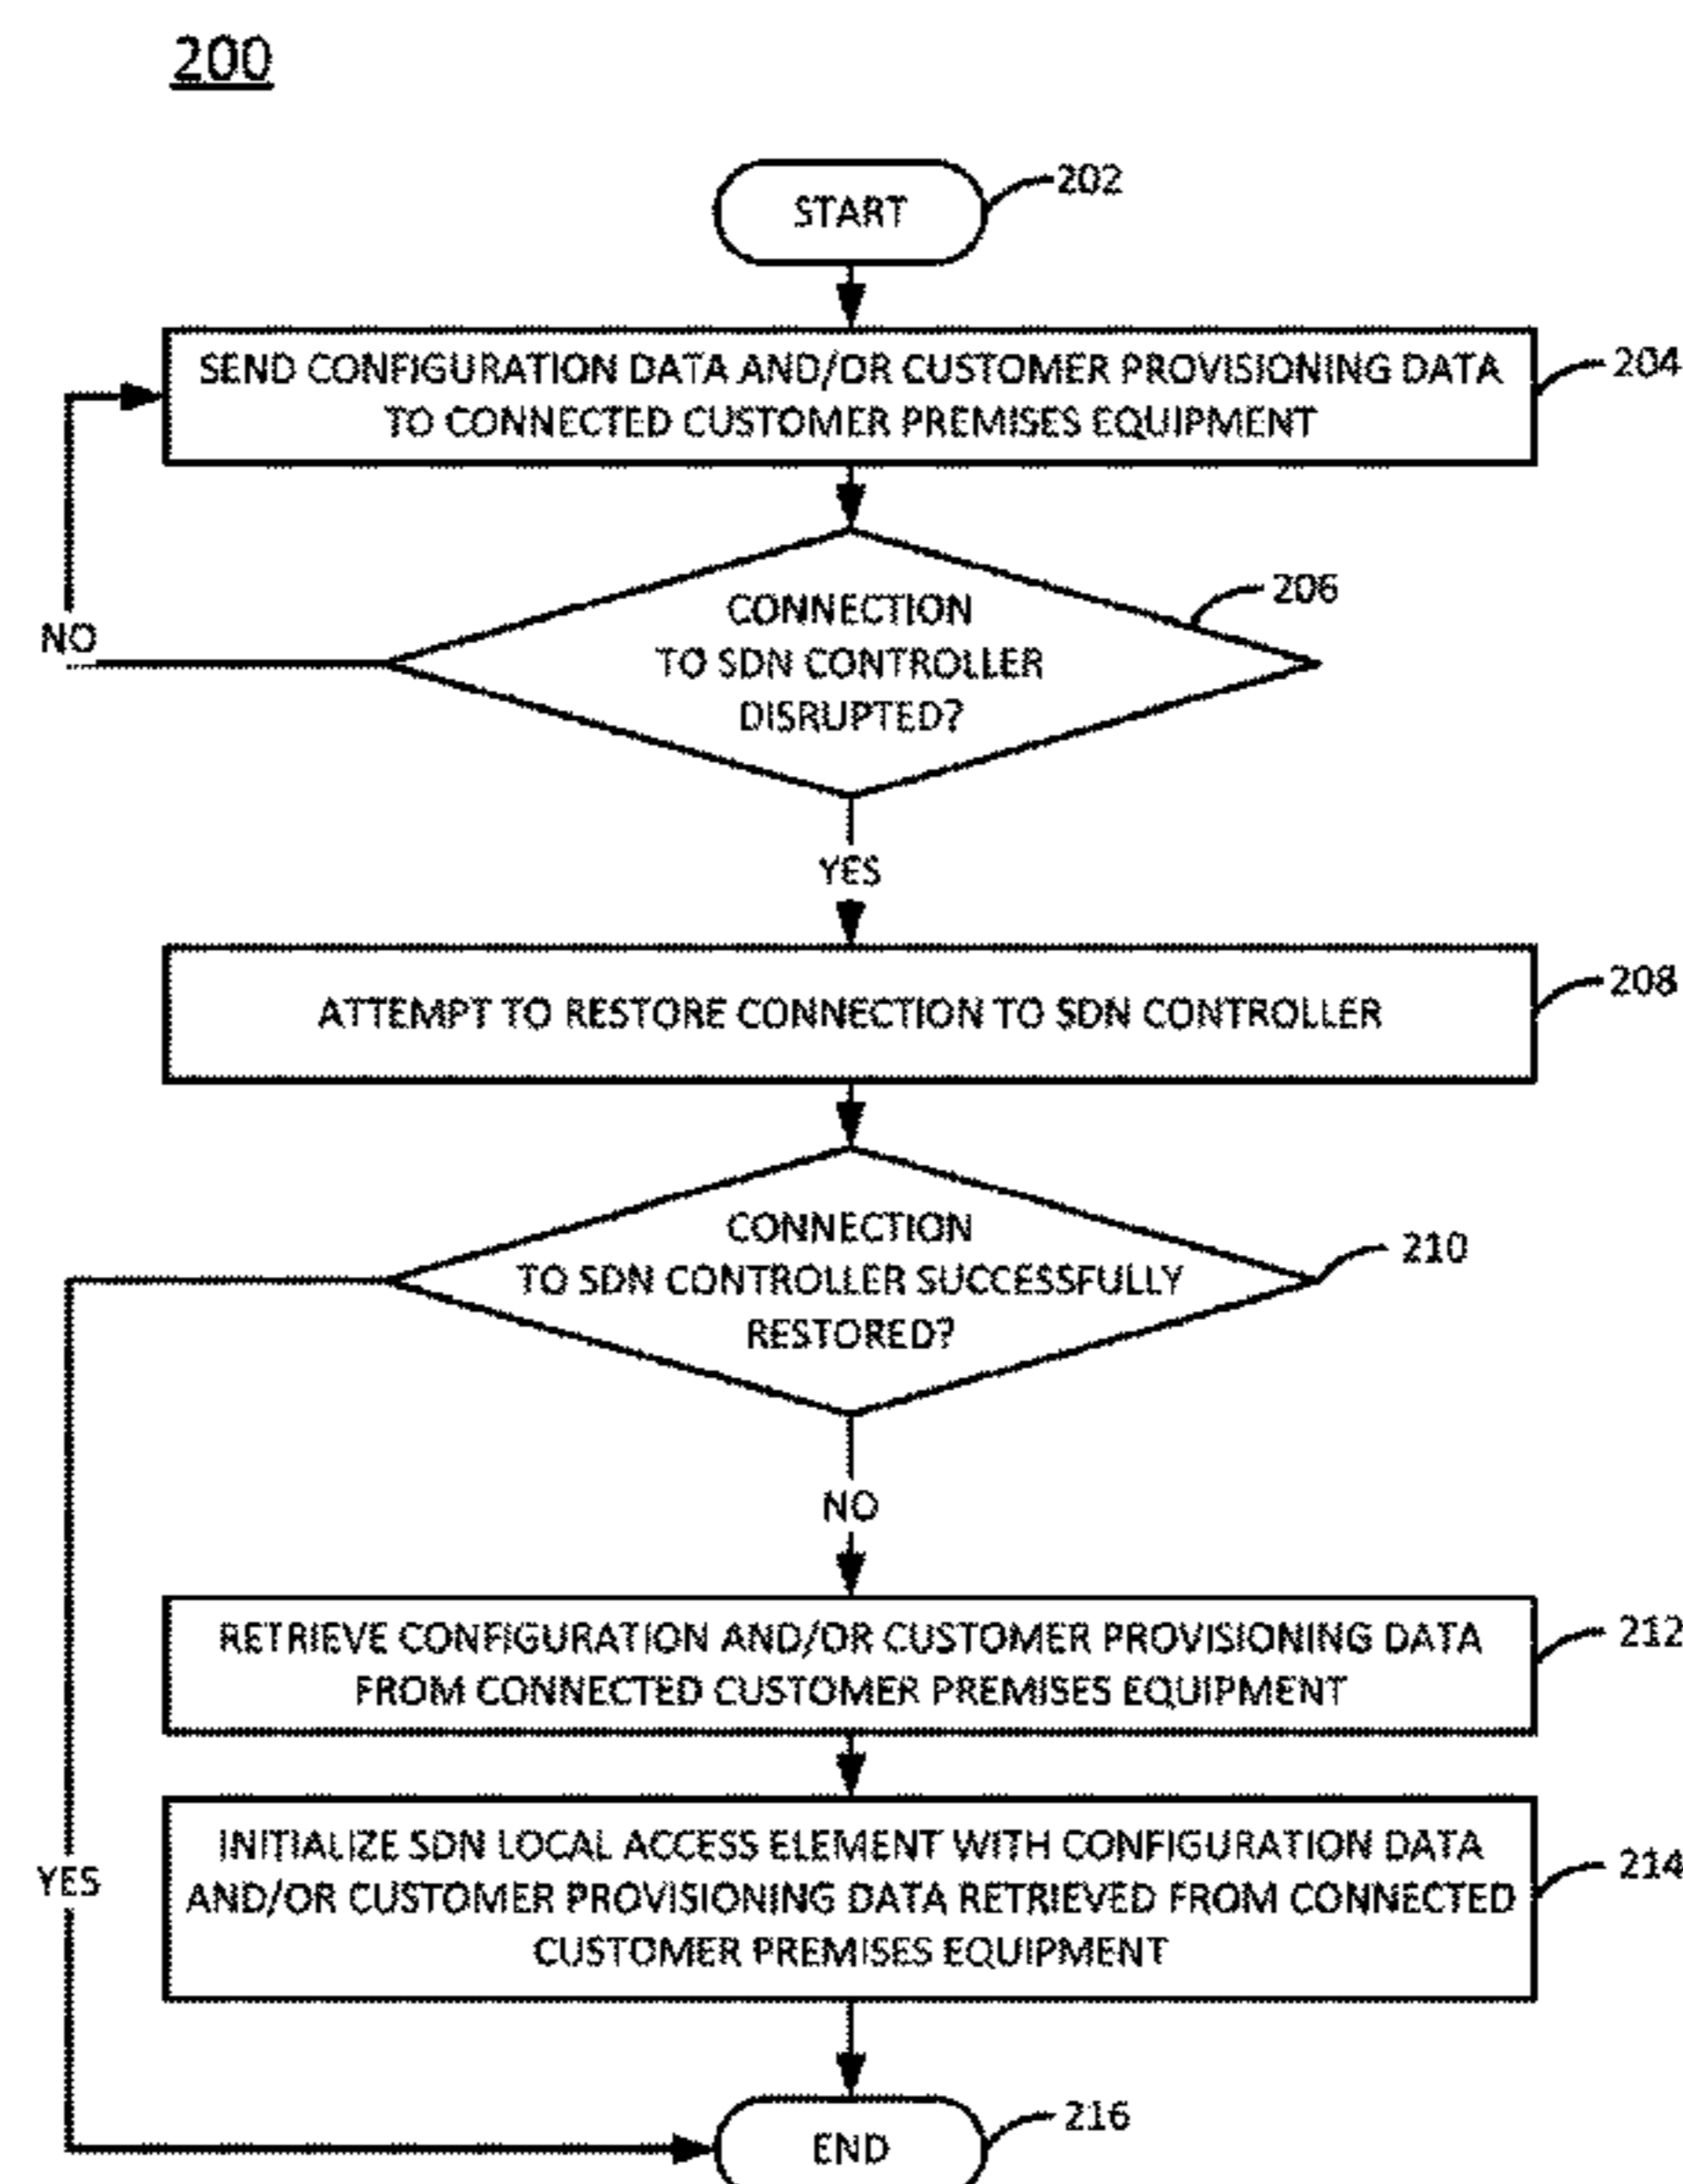 200
START
202
SEND CONFIGURATION DATA AND/OR CUSTOMER PROVISIONING DATA
TO CONNECTED CUSTOMER PREMISES EQUIPMENT
204
CONNECTION
TO SDN CONTROLLER
DISRUPTED?
206
NO
YES
ATTEMPT TO RESTORE CONNECTION TO SDN CONTROLLER
208
CONNECTION
TO SDN CONTROLLER SUCCESSFULLY
RESTORED?
210
NO
RETRIEVE CONFIGURATION AND/OR CUSTOMER PROVISIONING DATA
FROM CONNECTED CUSTOMER PREMISES EQUIPMENT
212
INITIALIZE SDN LOCAL ACCESS ELEMENT WITH CONFIGURATION DATA
AND/OR CUSTOMER PROVISIONING DATA RETRIEVED FROM CONNECTED
CUSTOMER PREMISES EQUIPMENT
214
YES
END
216